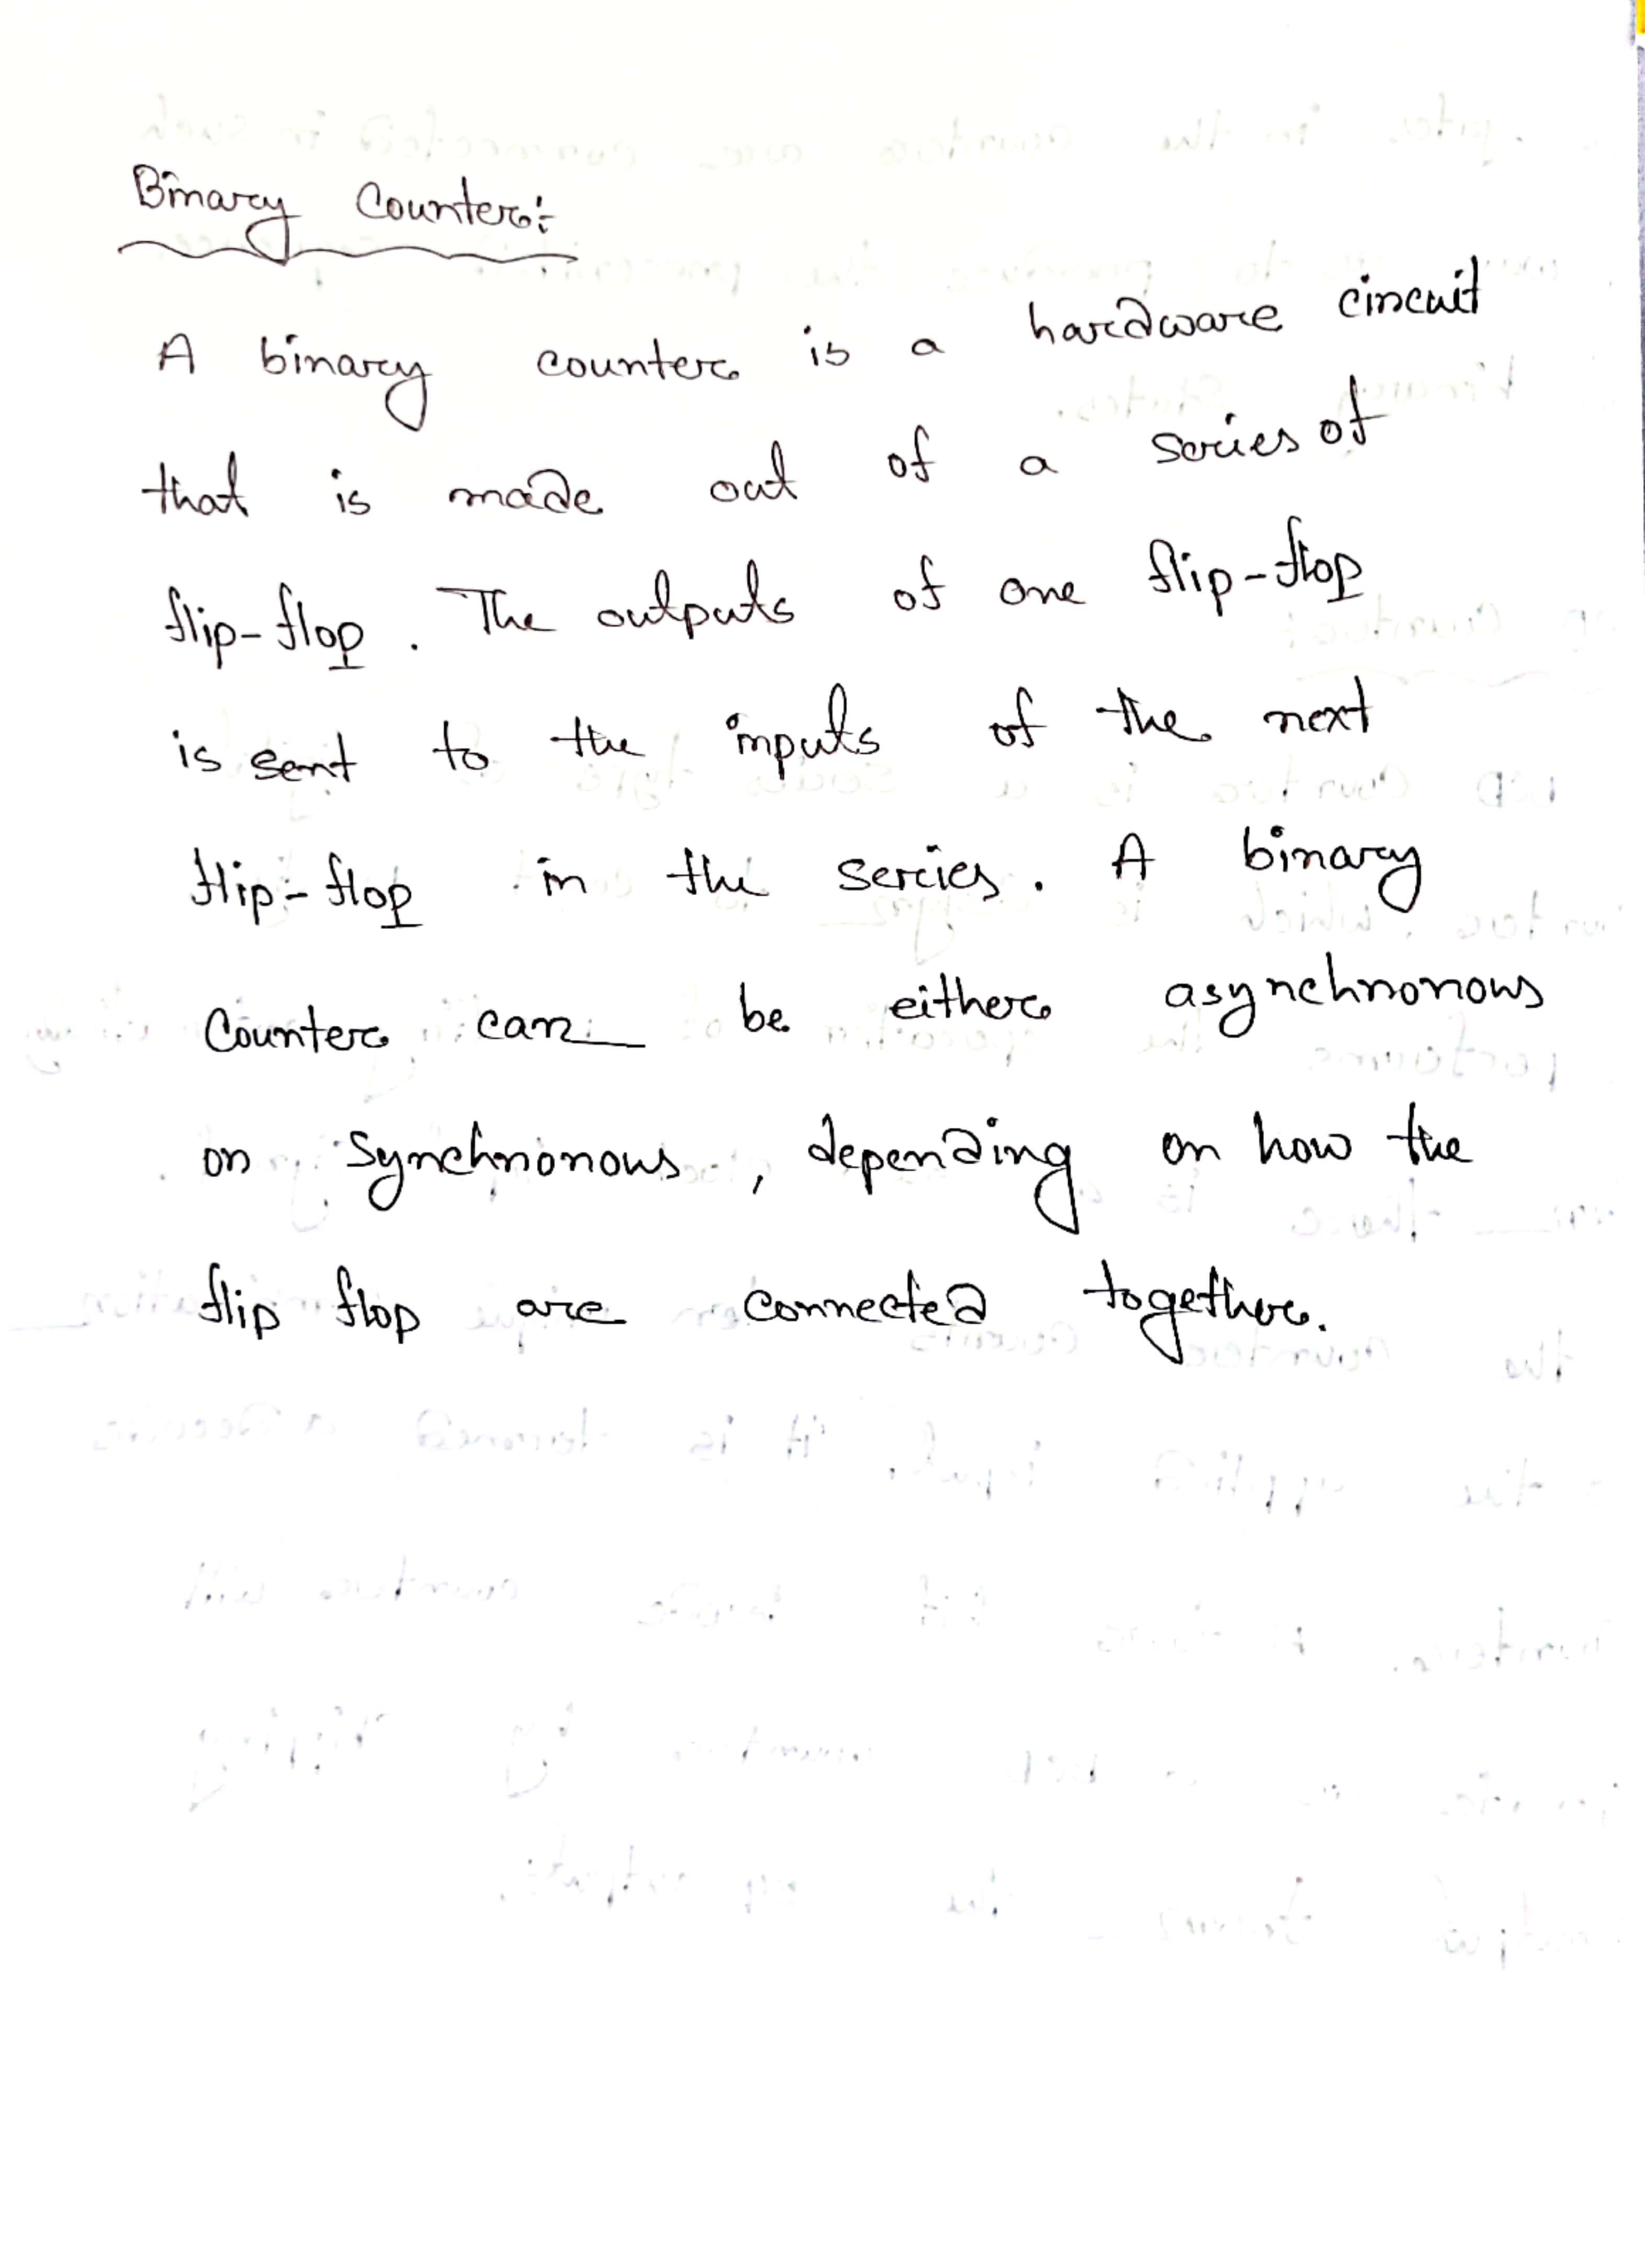 Binary Counter:
A binary counter is a hardware circuit
that is made out of a series of
flip-flop. The outputs of one flip-flop
is sent to the inputs of the next
flip-flop in the series. A binary
Counter can be either asynchronous
or synchronous, depending on how the
flip flop are connected together.